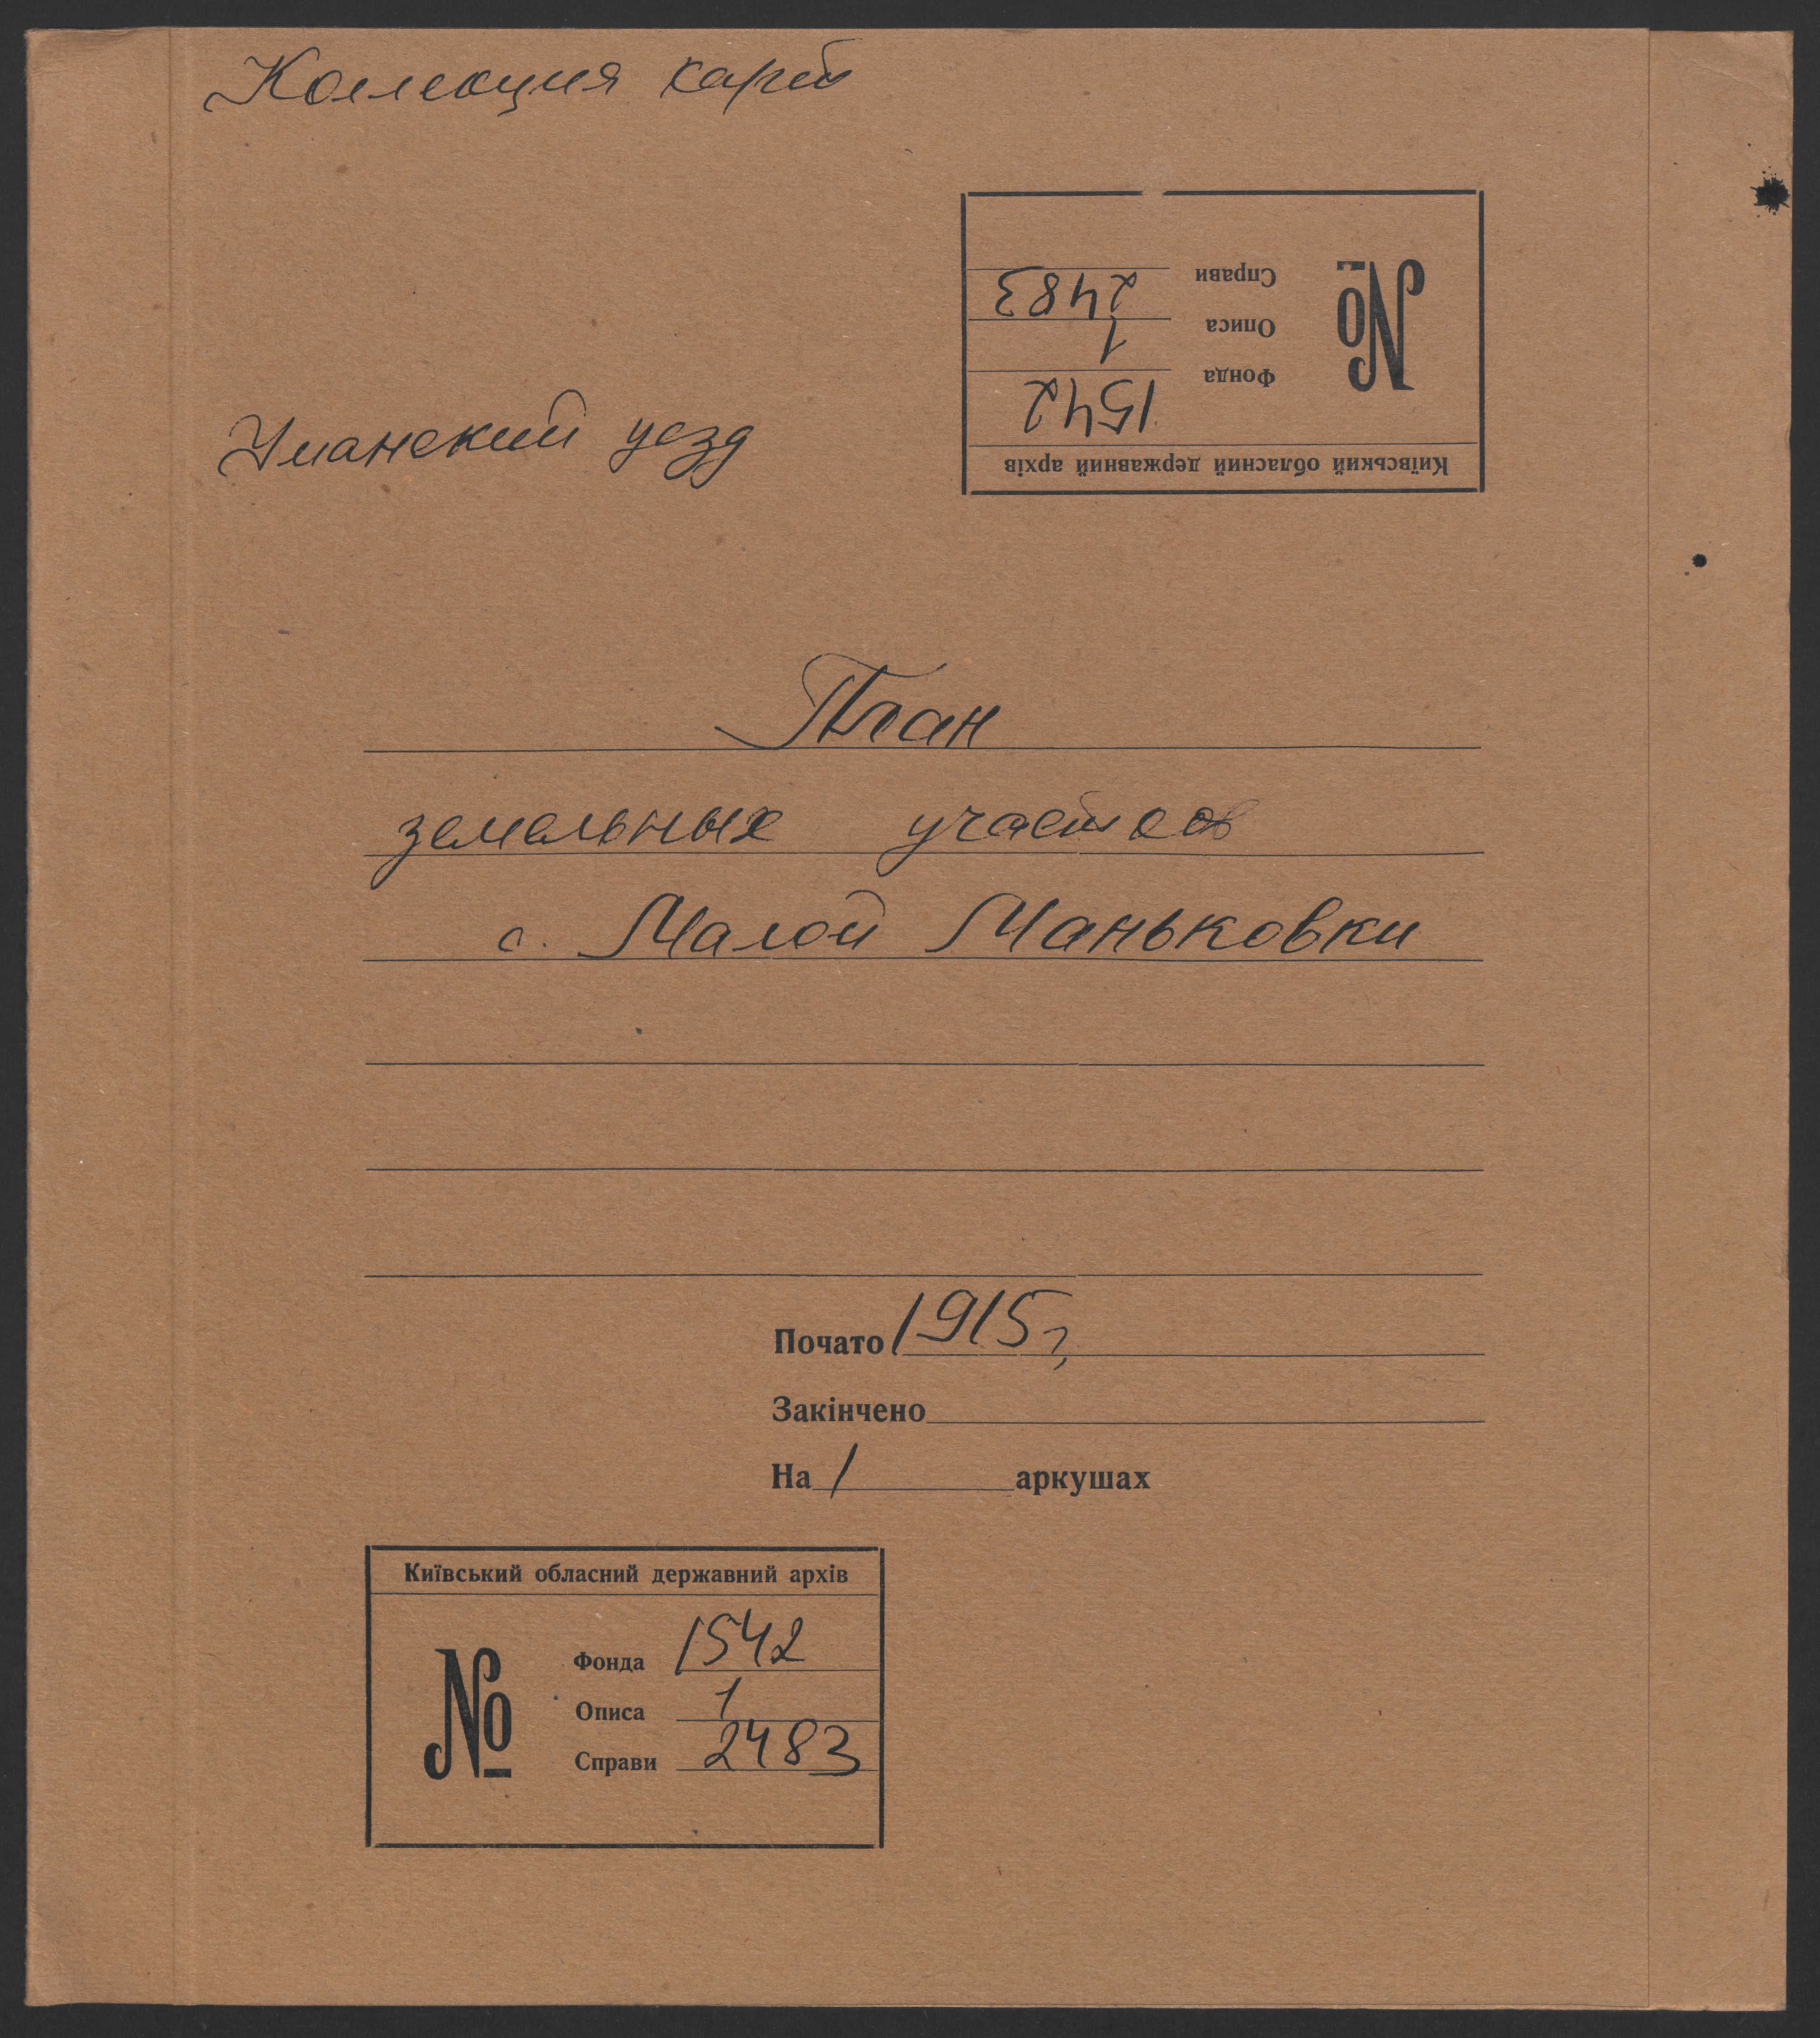 Коллекция карт
Справи 2483
Описа 1
Фонда 1542
№
Київський обласний державний архів
Уманский уезд
План
земельных участков
с. Малой Маньковки
Почато 1915 г,
Закінчено
На 1 аркушах
Київський обласний державний архів
№
Фонда 1542
Описа 1
Справи 2483